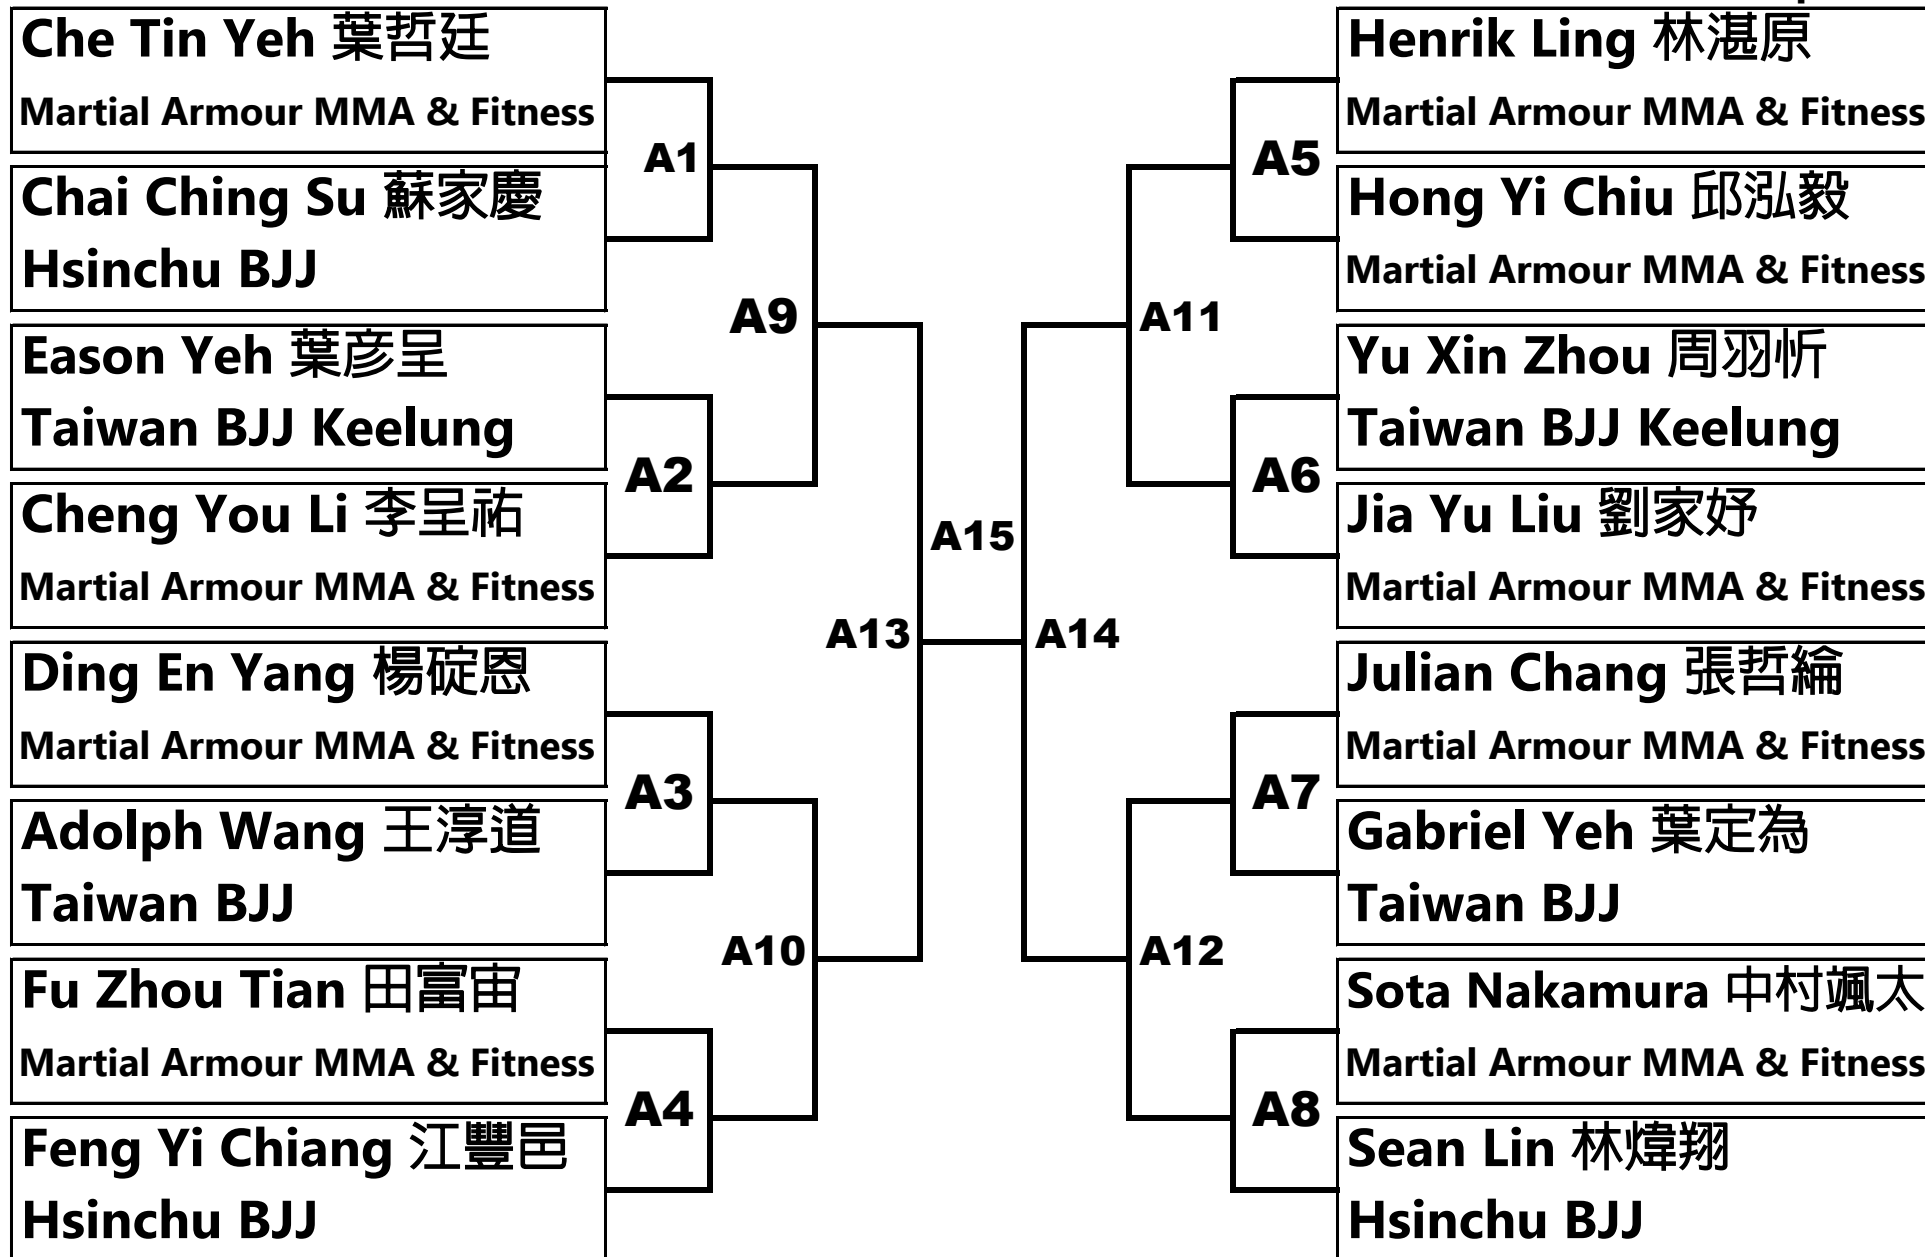 Che Tin Yeh 葉哲廷
Martial Armour MMA & Fitness
Chai Ching Su 蘇家慶
Hsinchu BJJ
Eason Yeh 葉彦呈
Taiwan BJJ Keelung
Cheng You Li 李呈祐
Martial Armour MMA & Fitness
Ding En Yang 楊碇恩
Martial Armour MMA & Fitness
Adolph Wang 王淳道
Taiwan BJJ
Fu Zhou Tian 田富宙
Martial Armour MMA & Fitness
Feng Yi Chiang 江豐邑
Hsinchu BJJ
A1
A2
A3
A4
A9
A10
A13
A15
A14
A11
A12
A5
A6
A7
A8
Henrik Ling 林湛原
Martial Armour MMA & Fitness
Hong Yi Chiu 邱泓毅
Martial Armour MMA & Fitness
Yu Xin Zhou 周羽忻
Taiwan BJJ Keelung
Jia Yu Liu 劉家妤
Martial Armour MMA & Fitness
Julian Chang 張哲綸
Martial Armour MMA & Fitness
Gabriel Yeh 葉定為
Taiwan BJJ
Sota Nakamura 中村颯太
Martial Armour MMA & Fitness
Sean Lin 林煒翔
Hsinchu BJJ